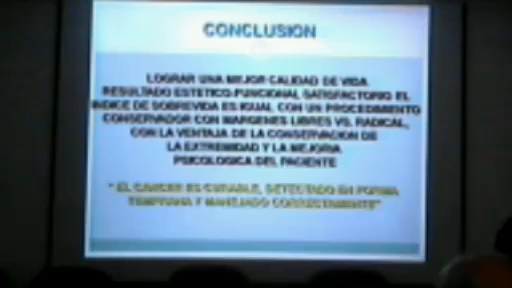 CONCLUSION
LOGRAR UNA MEJOR CALIDAD DE VIDA
RESULTADO ESTETICO-FUNCIONAL SATISFACTORIO EL
INDICE DE SOBREVIDA ES IGUAL CON UN PROCEDIMIENTO
CONSERVADOR CON MARGENES LIBRES VS. RADICAL,
CON LA VENTAJA DE LA CONSERVACION DE
LA EXTREMIDAD Y LA MEJORIA
PSICOLOGICA DEL PACIENTE
" EL CANCER ES CURABLE, DETECTADO EN FORMA
TEMPRANA Y MANEJADO CORRECTAMENTE"